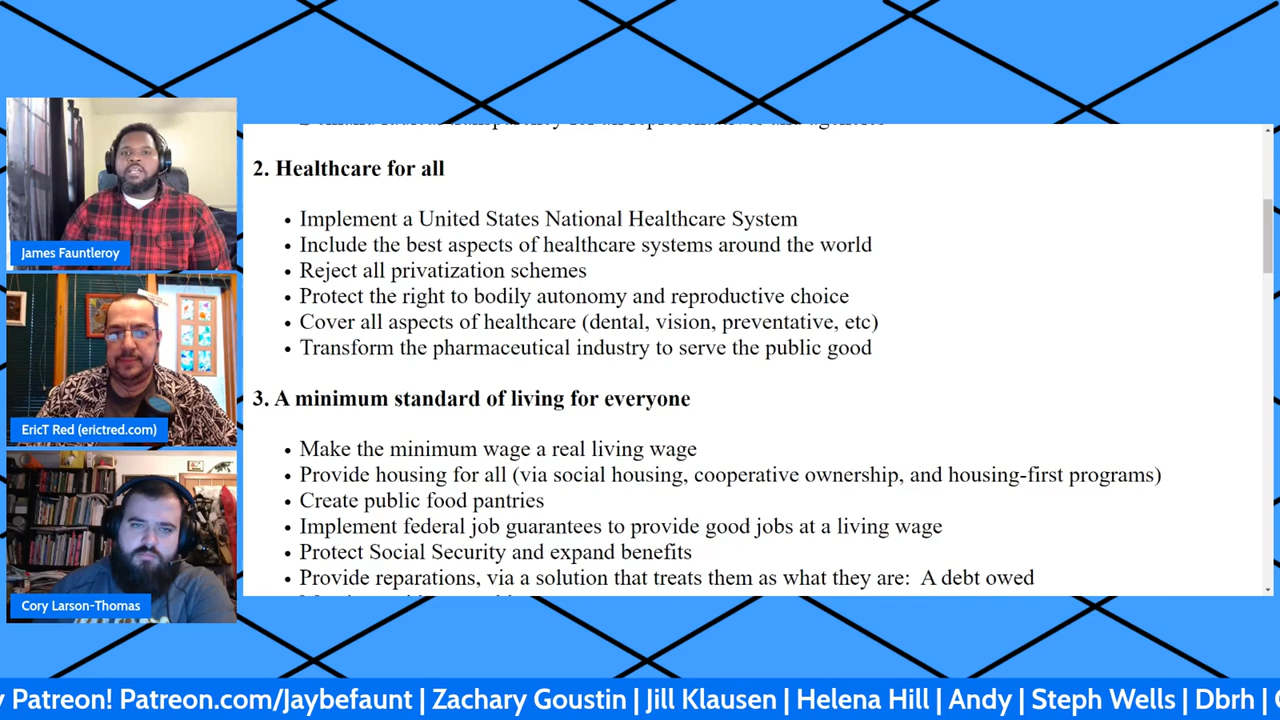 2. Healthcare for all
• Implement a United States National Healthcare System
• Include the best aspects of healthcare systems around the world
• Reject all privatization schemes
• Protect the right to bodily autonomy and reproductive choice
• Cover all aspects of healthcare (dental, vision, preventative, etc)
• Transform the pharmaceutical industry to serve the public good
3. A minimum standard of living for everyone
• Make the minimum wage a real living wage
• Provide housing for all (via social housing, cooperative ownership, and housing-first programs)
• Create public food pantries
• Implement federal job guarantees to provide good jobs at a living wage
• Protect Social Security and expand benefits
• Provide reparations, via a solution that treats them as what they are: A debt owed
James Fauntleroy
EricT Red (erictred.com)
Cory Larson-Thomas
y Patreon! Patreon.com/Jaybefaunt | Zachary Goustin | Jill Klausen | Helena Hill | Andy | Steph Wells | Dbrh |